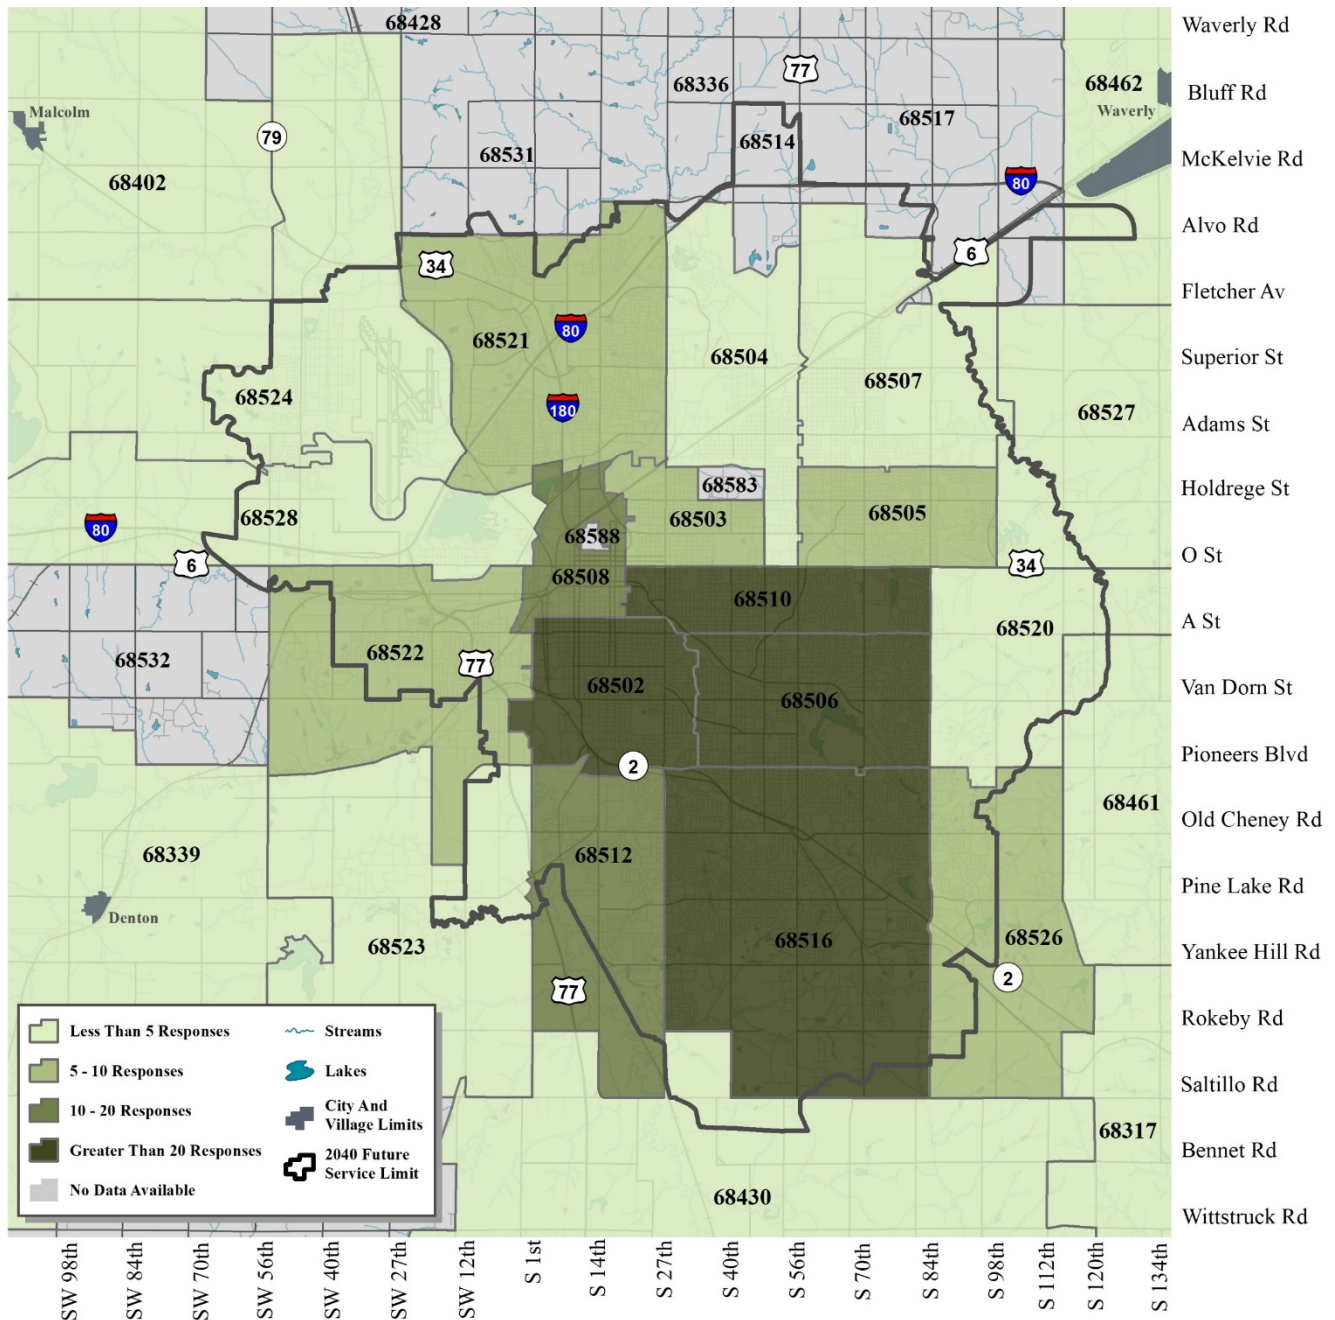 68428
Waverly Rd
77
68336
68462
Waverly
Bluff Rd
Malcolm
68517
79
68514
68531
McKelvie Rd
80
68402
Alvo Rd
34
6
Fletcher Av
80
68521
68504
Superior St
68507
68524
180
68527
Adams St
68583
Holdrege St
68528
68503
68505
80
68588
O St
6
34
68508
68510
A St
68520
68522
68532
77
68502
68506
Van Dorn St
Pioneers Blvd
2
68461
Old Cheney Rd
68339
68512
Pine Lake Rd
Denton
68523
68516
68526
Yankee Hill Rd
77
2
Rokeby Rd
Saltillo Rd
68317
Bennet Rd
68430
Wittstruck Rd
Less Than 5 Responses
5 - 10 Responses
10 - 20 Responses
Greater Than 20 Responses
No Data Available
Streams
Lakes
City And
Village Limits
2040 Future
Service Limit
SW 98th
SW 84th
SW 70th
SW 56th
SW 40th
SW 27th
SW 12th
S 1st
S 14th
S 27th
S 40th
S 56th
S 70th
S 84th
S 98th
S 112th
S 120th
S 134th